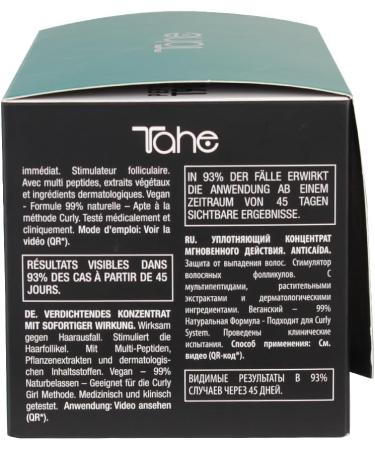 Tahe
Tahe
immédiat. Stimulateur folliculaire.
Avec multi peptides, extraits végétaux
et ingrédients dermatologiques. Vegan
- Formule 99% naturelle – Apte à la
méthode Curly. Testé médicalement et
cliniquement. Mode d'emploi: Voir la
vidéo (QR*).
RÉSULTATS VISIBLES DANS
93% DES CAS À PARTIR DE 45
JOURS.
DE. VERDICHTENDES KONZENTRAT
MIT SOFORTIGER WIRKUNG. Wirksam
gegen Haarausfall. Stimuliert die
Haarfollikel. Mit Multi-Peptiden,
Pflanzenextrakten und dermatologis-
chen Inhaltsstoffen. Vegan – 99%
Naturbelassen – Geeignet für die Curly
Girl Methode. Medizinisch und klinisch
getestet. Anwendung: Video ansehen
(QR*).
IN 93% DER FÄLLE ERWIRKT
DIE ANWENDUNG AB EINEM
ZEITRAUM VON 45 TAGEN
SICHTBARE ERGEBNISSE.
RU. УПЛОТНЯЮЩИЙ КОНЦЕНТРАТ
МГНОВЕННОГО ДЕЙСТВИЯ. ANTICAÍDA.
Защита от выпадения волос. Стимулятор
волосяных фолликулов. С
мультипептидами, растительными
экстрактами и дерматологическими
ингредиентами. Веганский – 99%
Натуральная Формула - Подходит для Curly
System. Проведены клинические
испытания. Способ применения: См.
видео (QR-код*).
ВИДИМЫЕ РЕЗУЛЬТАТЫ В 93%
СЛУЧАЕВ ЧЕРЕЗ 45 ДНЕЙ.